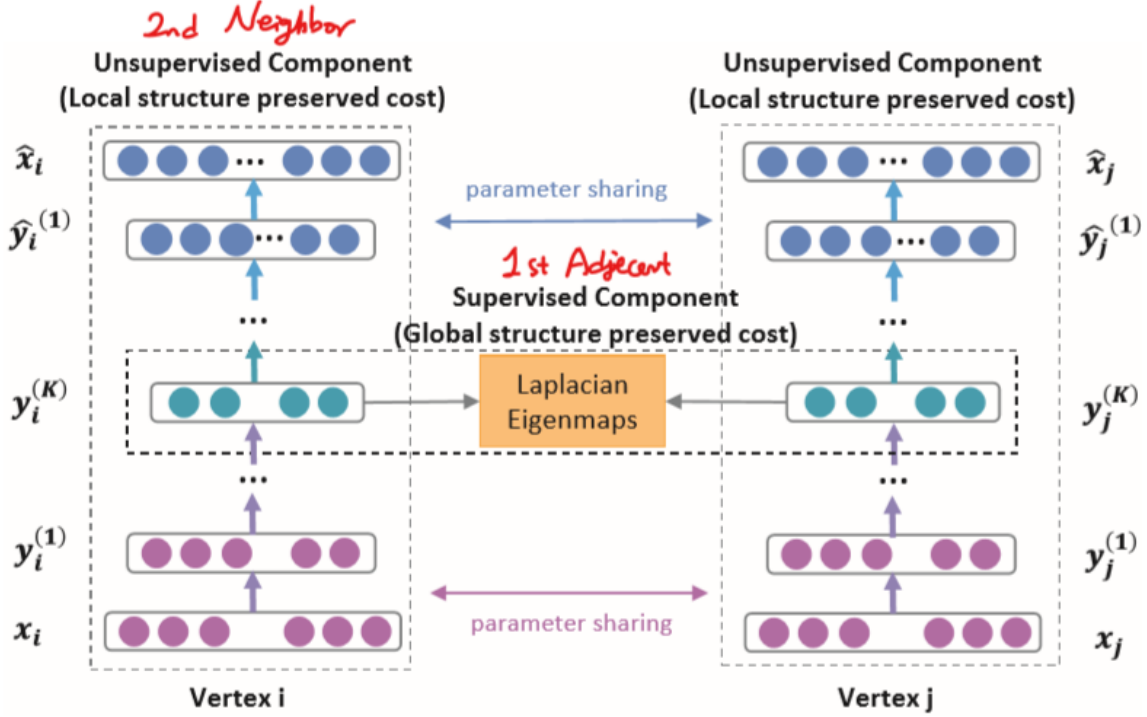 2nd Neighbor
Unsupervised Component
(Local structure preserved cost)
Unsupervised Component
(Local structure preserved cost)
x̂ᵢ
...
x̂ⱼ
parameter sharing
ŷᵢ⁽¹⁾
...
ŷⱼ⁽¹⁾
1st Adjecent
Supervised Component
(Global structure preserved cost)
...
...
yᵢ⁽ᴷ⁾
Laplacian
Eigenmaps
yⱼ⁽ᴷ⁾
...
...
yᵢ⁽¹⁾
yⱼ⁽¹⁾
parameter sharing
xᵢ
xⱼ
Vertex i
Vertex j